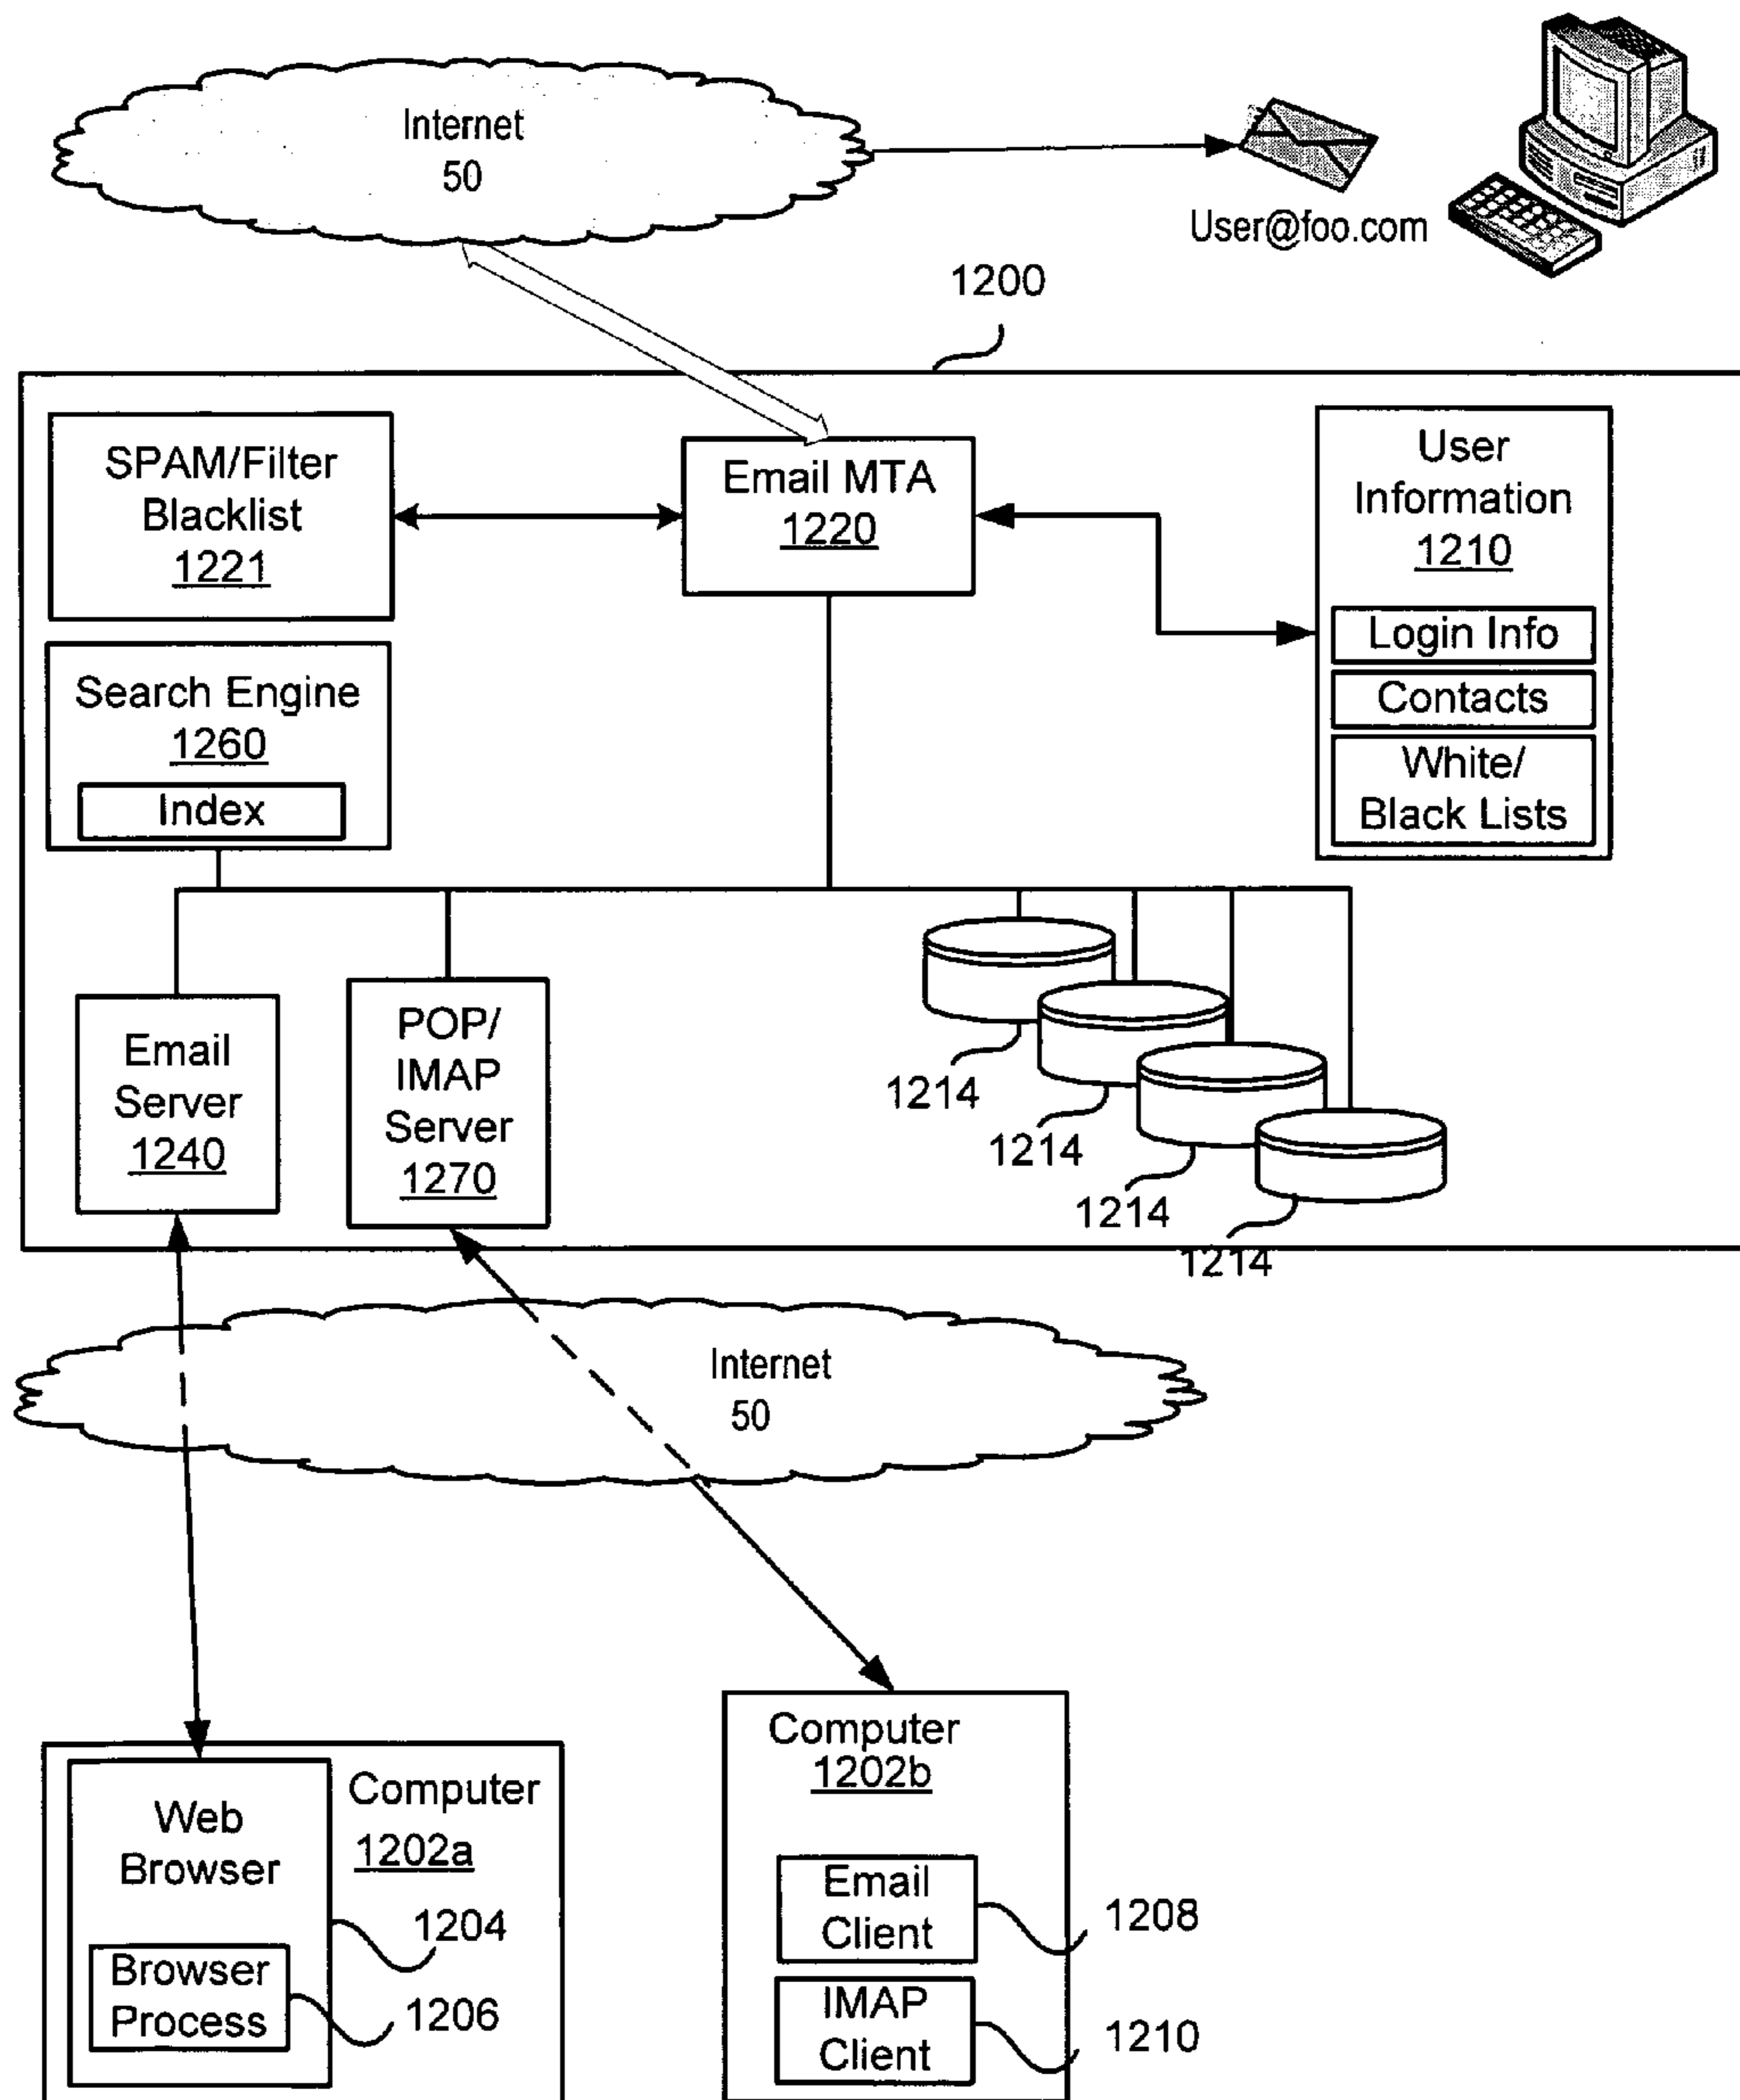 Internet
50
User@foo.com
1200
SPAM/Filter
Blacklist
1221
Email MTA
1220
User
Information
1210
Login Info
Contacts
White/
Black Lists
Search Engine
1260
Index
Email
Server
1240
POP/
IMAP
Server
1270
1214
1214
1214
1214
Internet
50
Computer
1202b
Email
Client
1208
IMAP
Client
1210
Web
Browser
Computer
1202a
1204
Browser
Process
1206